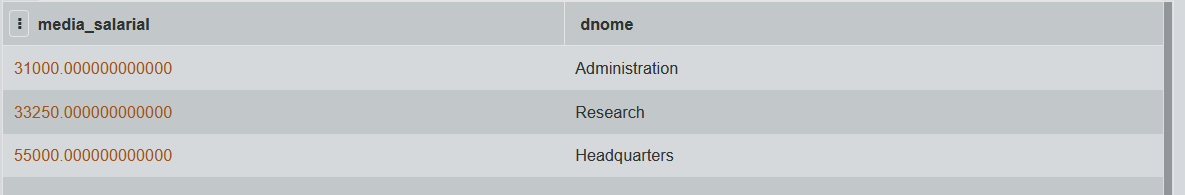 media_salarial dnome
31000.000000000000 Administration
33250.000000000000 Research
55000.000000000000 Headquarters